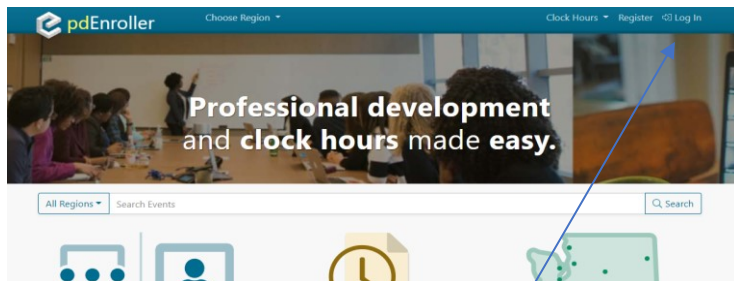 pdEnroller
Choose Region
Clock Hours
Register
Log In
Professional development
and clock hours made easy.
All Regions
Search Events
Search